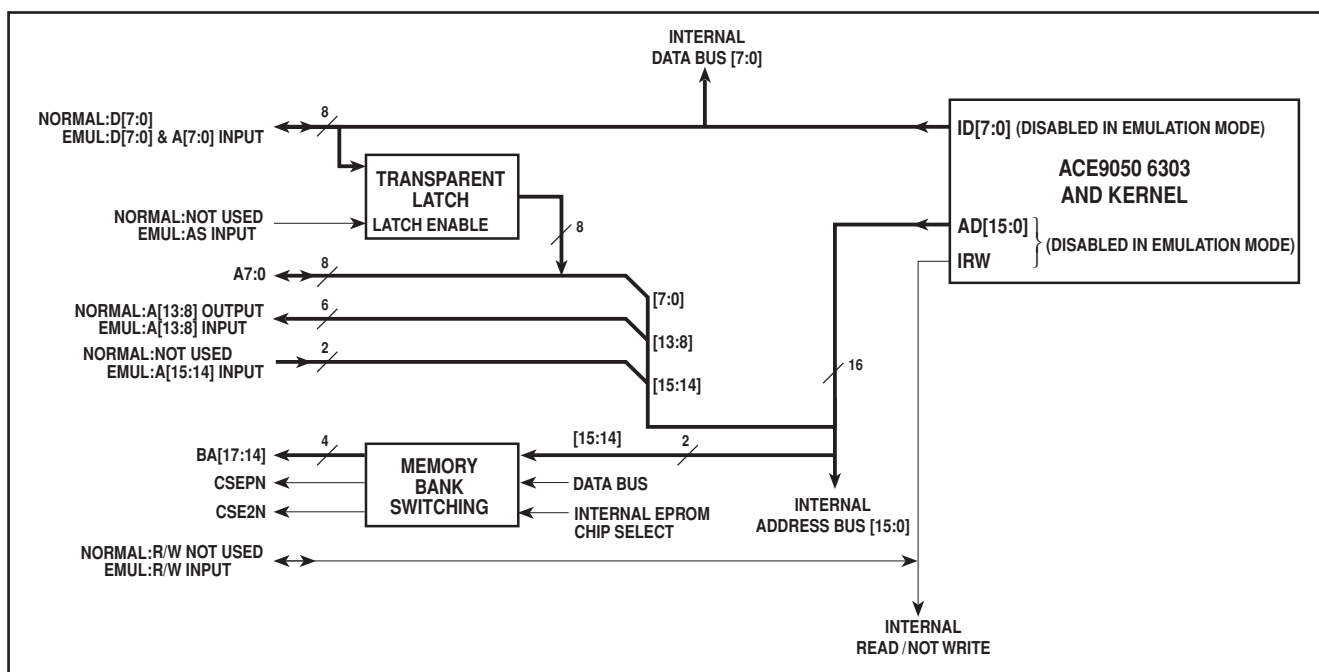 INTERNAL
DATA BUS [7:0]
NORMAL:D[7:0]
EMUL:D[7:0] & A[7:0] INPUT
8
ID[7:0] (DISABLED IN EMULATION MODE)
ACE9050 6303
AND KERNEL
TRANSPARENT
LATCH
LATCH ENABLE
NORMAL:NOT USED
EMUL:AS INPUT
8
AD[15:0]
IRW
(DISABLED IN EMULATION MODE)
A7:0
8
[7:0]
NORMAL:A[13:8] OUTPUT
EMUL:A[13:8] INPUT
6
[13:8]
NORMAL:NOT USED
EMUL:A[15:14] INPUT
2
[15:14]
16
BA[17:14]
4
[15:14]
2
MEMORY
BANK
SWITCHING
CSEPN
DATA BUS
CSE2N
INTERNAL EPROM
CHIP SELECT
INTERNAL
ADDRESS BUS [15:0]
NORMAL:R/W NOT USED
EMUL:R/W INPUT
INTERNAL
READ/NOT WRITE